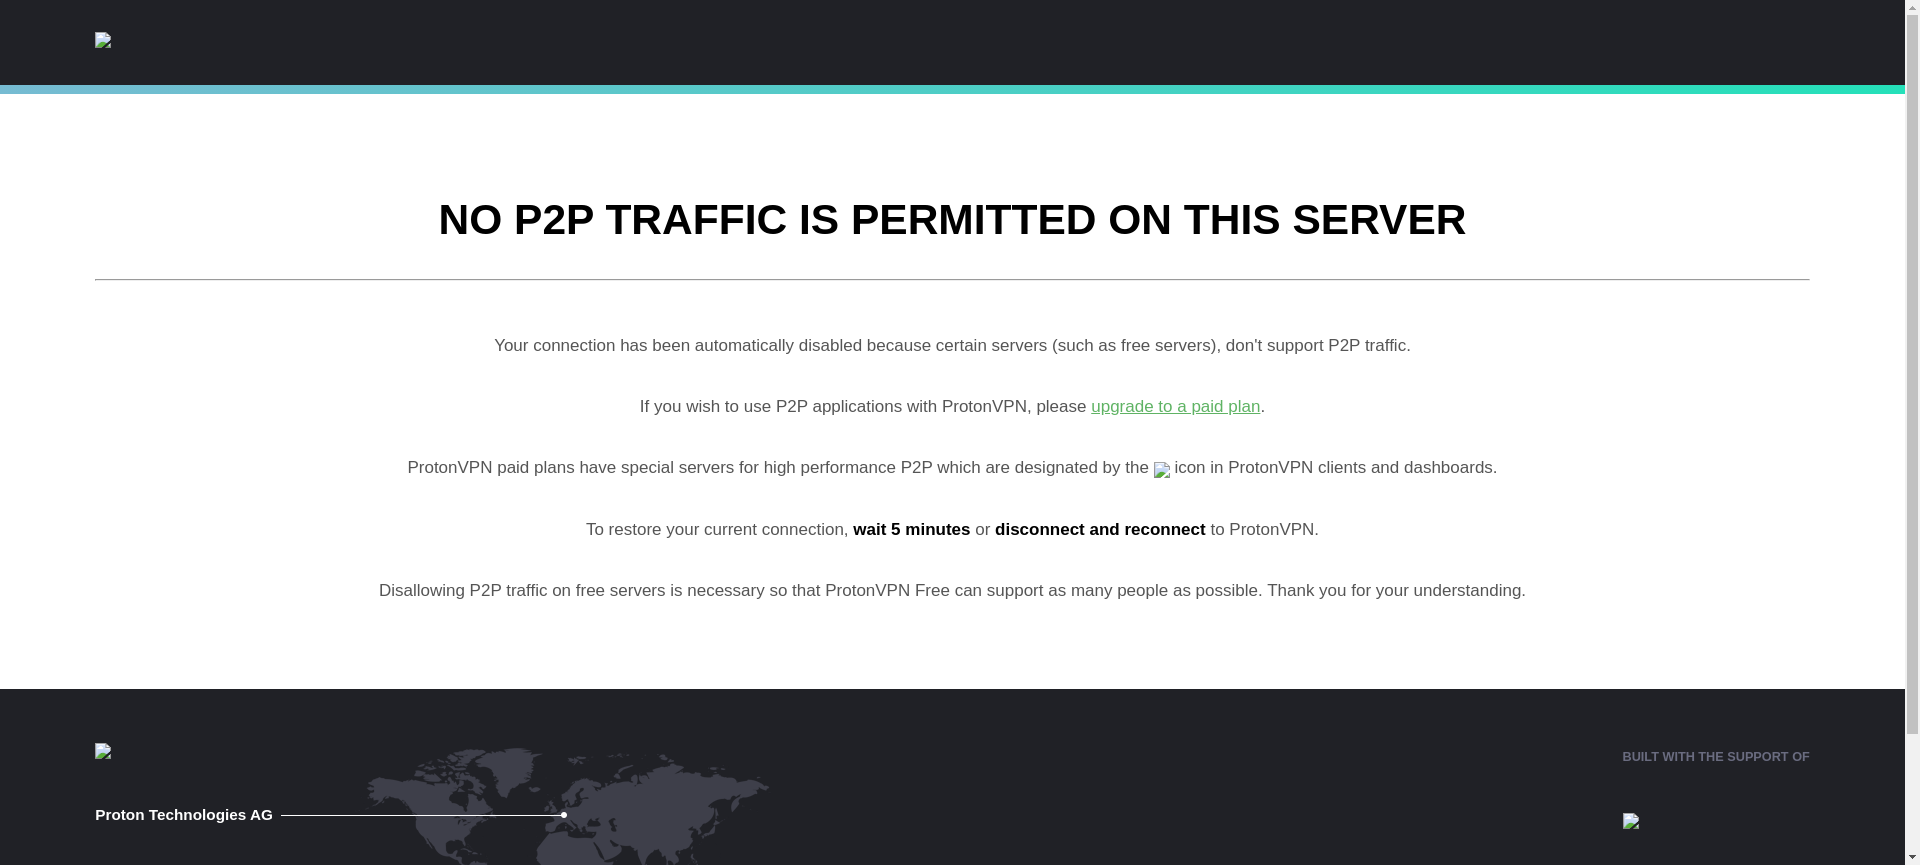 NO P2P TRAFFIC IS PERMITTED ON THIS SERVER
Your connection has been automatically disabled because certain servers (such as free servers), don't support P2P traffic.
If you wish to use P2P applications with ProtonVPN, please upgrade to a paid plan.
ProtonVPN paid plans have special servers for high performance P2P which are designated by the icon in ProtonVPN clients and dashboards.
To restore your current connection, wait 5 minutes or disconnect and reconnect to ProtonVPN.
Disallowing P2P traffic on free servers is necessary so that ProtonVPN Free can support as many people as possible. Thank you for your understanding.
BUILT WITH THE SUPPORT OF
Proton Technologies AG